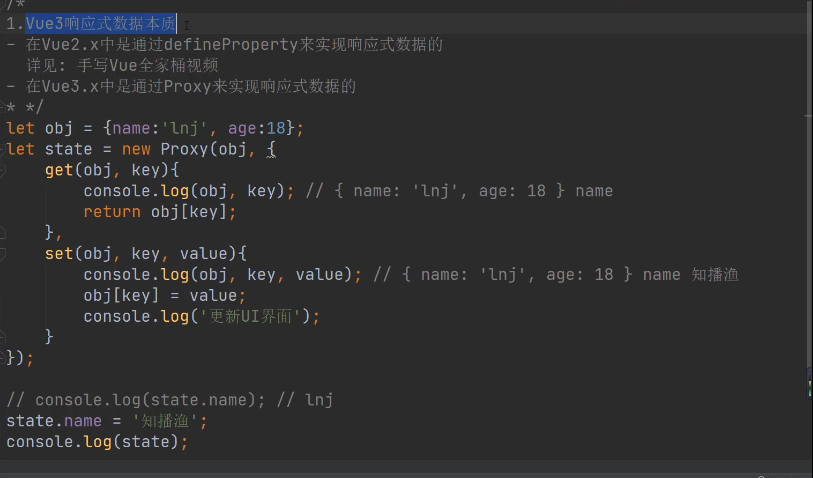 /*
1.Vue3响应式数据本质
- 在Vue2.x中是通过defineProperty来实现响应式数据的
  详见: 手写Vue全家桶视频
- 在Vue3.x中是通过Proxy来实现响应式数据的
* */
let obj = {name:'lnj', age:18};
let state = new Proxy(obj, {
    get(obj, key){
        console.log(obj, key); // { name: 'lnj', age: 18 } name
        return obj[key];
    },
    set(obj, key, value){
        console.log(obj, key, value); // { name: 'lnj', age: 18 } name 知播渔
        obj[key] = value;
        console.log('更新UI界面');
    }
});
// console.log(state.name); // lnj
state.name = '知播渔';
console.log(state);